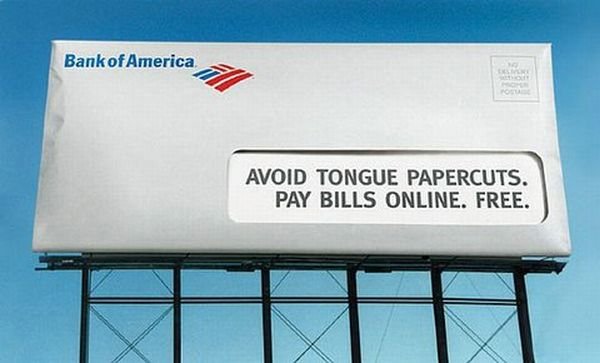 Bank of America
NO
DELIVERY
WITHOUT
PROPER
POSTAGE
AVOID TONGUE PAPERCUTS.
PAY BILLS ONLINE. FREE.